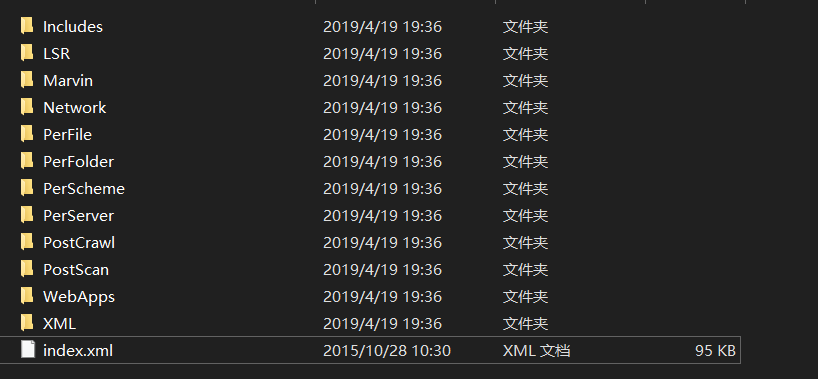 Includes 2019/4/19 19:36 文件夹
LSR 2019/4/19 19:36 文件夹
Marvin 2019/4/19 19:36 文件夹
Network 2019/4/19 19:36 文件夹
PerFile 2019/4/19 19:36 文件夹
PerFolder 2019/4/19 19:36 文件夹
PerScheme 2019/4/19 19:36 文件夹
PerServer 2019/4/19 19:36 文件夹
PostCrawl 2019/4/19 19:36 文件夹
PostScan 2019/4/19 19:36 文件夹
WebApps 2019/4/19 19:36 文件夹
XML 2019/4/19 19:36 文件夹
index.xml 2015/10/28 10:30 XML 文档 95 KB